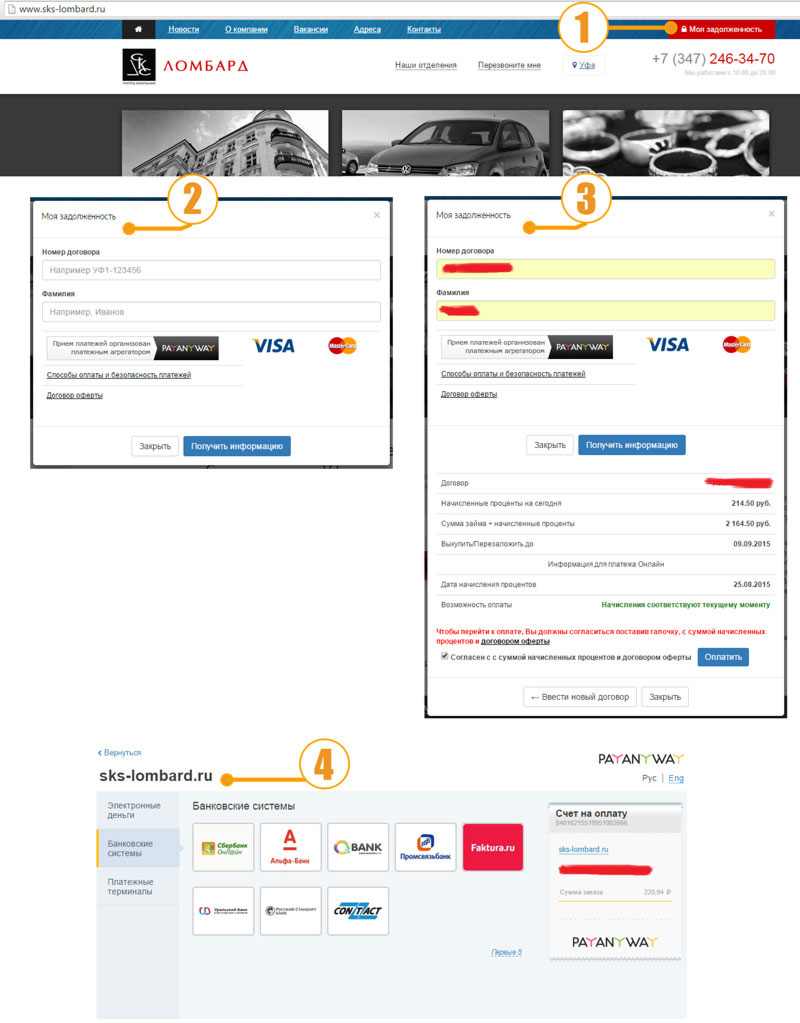 www.sks-lombard.ru
Новости
О компании
Вакансии
Адреса
Контакты
1
Моя задолженность
ЛОМБАРД
Наши отделения
Перезвоните мне
Уфа
+7 (347) 246-34-70
Мы работаем с 10:00 до 20:00
2
Моя задолженность
×
Номер договора
Например УФ1-123456
Фамилия
Например, Иванов
Прием платежей организован
платежным агрегатором
PAYANYWAY
VISA
MasterCard
Способы оплаты и безопасность платежей
Договор оферты
Закрыть
Получить информацию
3
Моя задолженность
×
Номер договора
Фамилия
Прием платежей организован
платежным агрегатором
PAYANYWAY
VISA
MasterCard
Способы оплаты и безопасность платежей
Договор оферты
Закрыть
Получить информацию
Договор
Начисленные проценты на сегодня 214.50 руб.
Сумма займа + начисленные проценты 2 164.50 руб.
Выкупить/Перезаложить до 09.09.2015
Информация для платежа Онлайн
Дата начисления процентов 25.08.2015
Возможность оплаты Начисления соответствуют текущему моменту
Чтобы перейти к оплате, Вы должны согласиться поставив галочку, с суммой начисленных
процентов и договором оферты
Согласен с с суммой начисленных процентов и договором оферты
Оплатить
← Ввести новый договор
Закрыть
Вернуться
sks-lombard.ru
4
PAYANYWAY
Рус | Eng
Электронные
деньги
Банковские
системы
Платежные
терминалы
Банковские системы
Сбербанк
Онлайн
Альфа·Банк
BANK
Промсвязьбанк
Faktura.ru
Уральский Банк
Русский Стандарт
Банк
CONTACT
Первые 5
Счет на оплату
sks-lombard.ru
Сумма заказа 228,94 ₽
PAYANYWAY